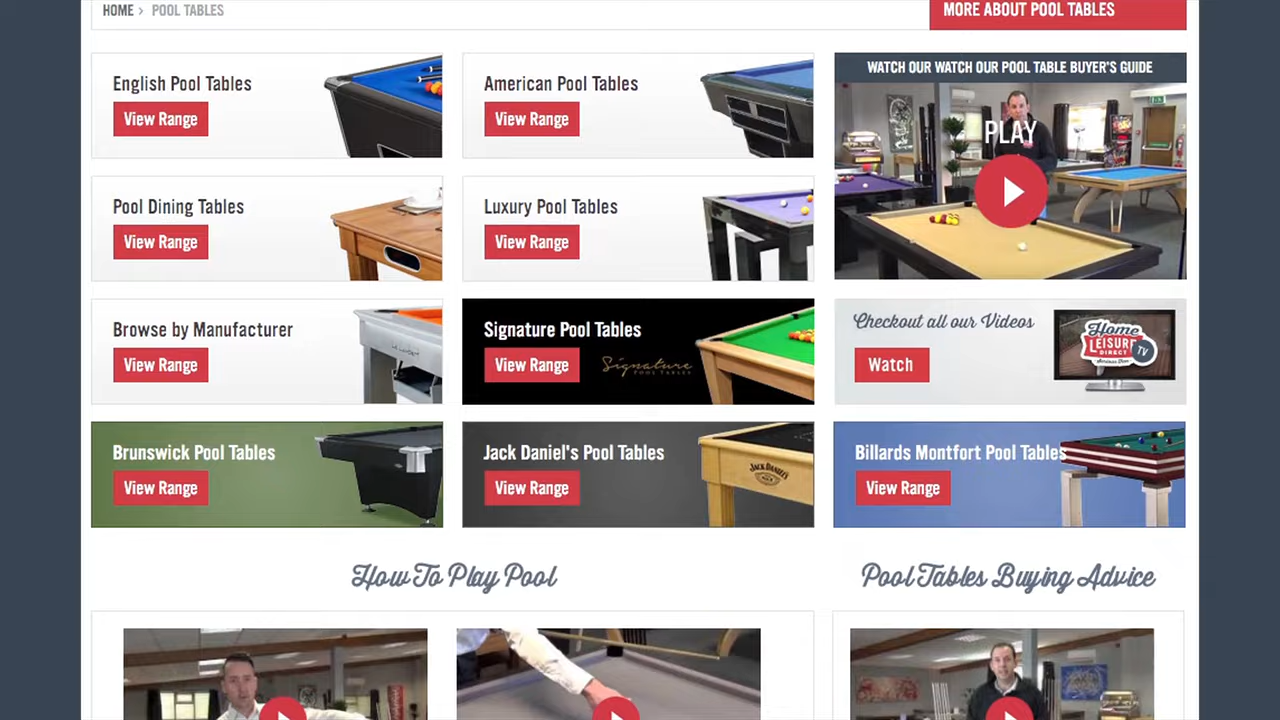 HOME > POOL TABLES
MORE ABOUT POOL TABLES
English Pool Tables
View Range
American Pool Tables
View Range
WATCH OUR WATCH OUR POOL TABLE BUYER'S GUIDE
PLAY
Pool Dining Tables
View Range
Luxury Pool Tables
View Range
Browse by Manufacturer
View Range
Signature Pool Tables
View Range
Signature
POOL TABLES
Checkout all our Videos
Watch
Home
LEISURE
DIRECT
TV
Brunswick Pool Tables
View Range
Jack Daniel's Pool Tables
View Range
JACK DANIEL'S
Billards Montfort Pool Tables
View Range
How To Play Pool
Pool Tables Buying Advice